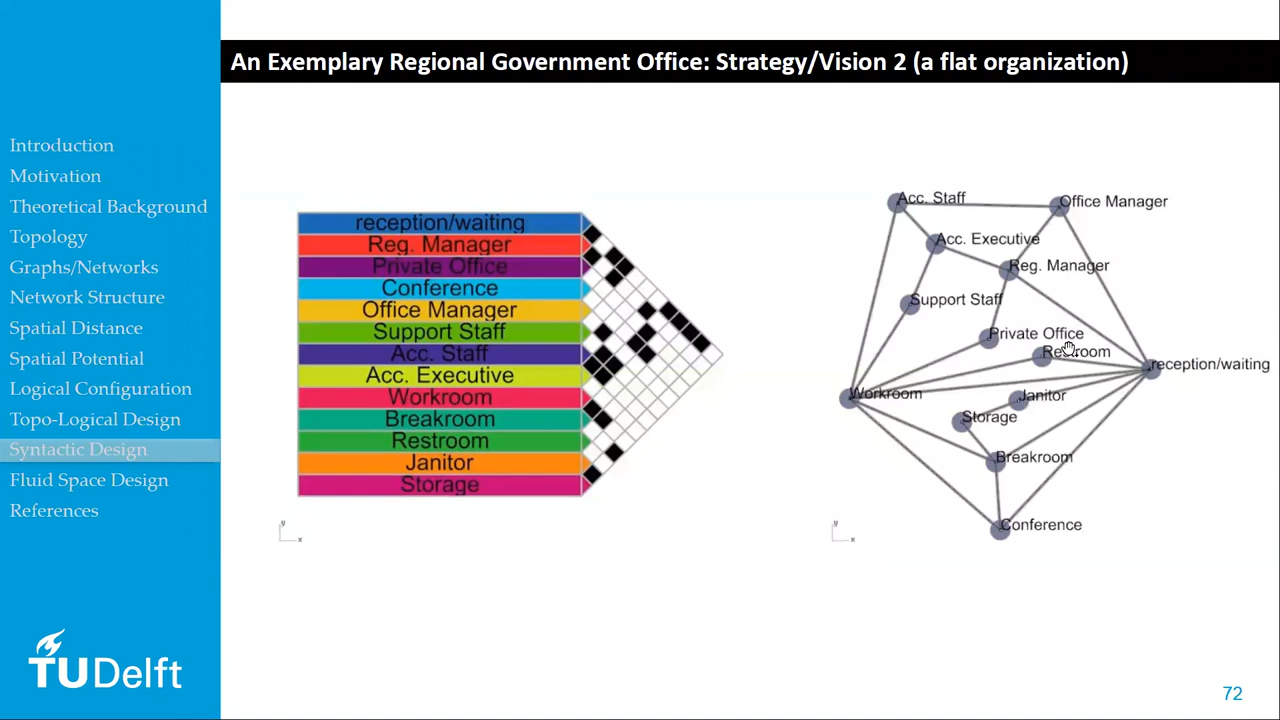 An Exemplary Regional Government Office: Strategy/Vision 2 (a flat organization)
Introduction
Motivation
Theoretical Background
Topology
Graphs/Networks
Network Structure
Spatial Distance
Spatial Potential
Logical Configuration
Topo-Logical Design
Syntactic Design
Fluid Space Design
References
TUDelft
reception/waiting
Reg. Manager
Private Office
Conference
Office Manager
Support Staff
Acc. Staff
Acc. Executive
Workroom
Breakroom
Restroom
Janitor
Storage
y
x
Acc. Staff
Office Manager
Acc. Executive
Reg. Manager
Support Staff
Private Office
Restroom
reception/waiting
Workroom
Janitor
Storage
Breakroom
Conference
y
x
72